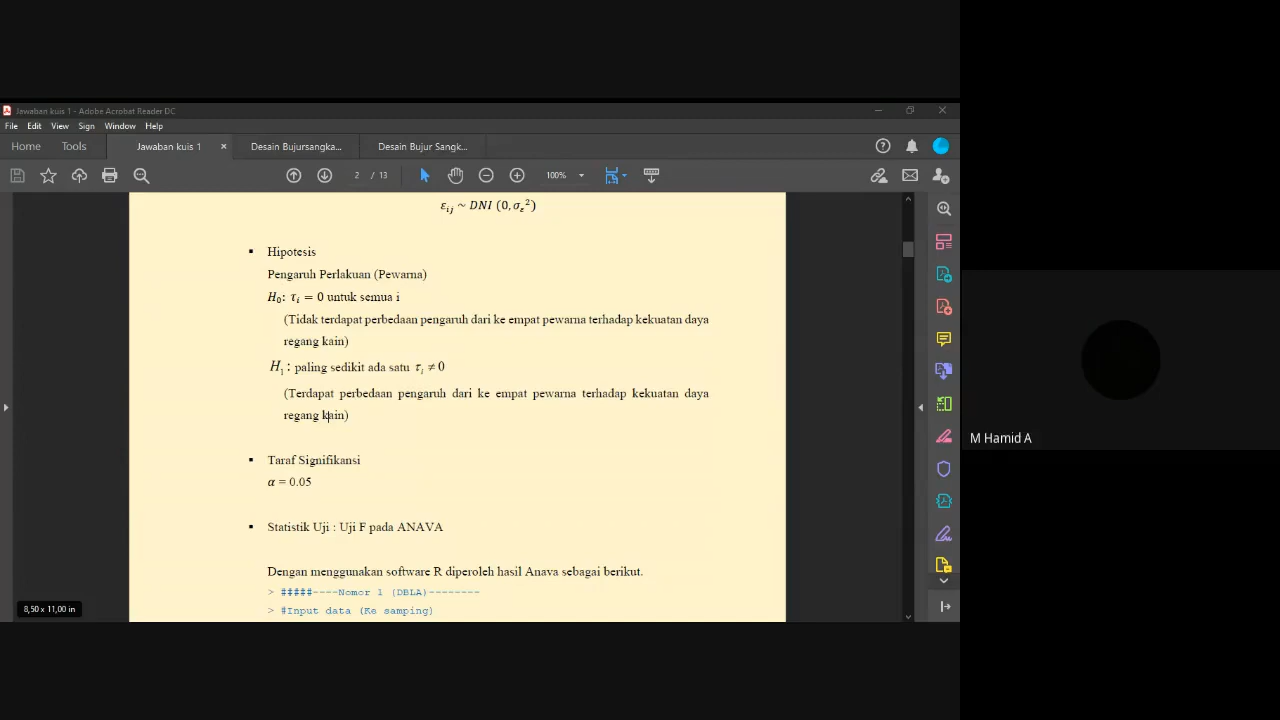 Jawaban kuis 1 - Adobe Acrobat Reader DC
File Edit View Sign Window Help
Home Tools Jawaban kuis 1 × Desain Bujursangka... Desain Bujur Sangk...
2 / 13 100%
εᵢⱼ ~ DNI (0, σ_ε²)
▪ Hipotesis
Pengaruh Perlakuan (Pewarna)
H₀: τᵢ = 0 untuk semua i
(Tidak terdapat perbedaan pengaruh dari ke empat pewarna terhadap kekuatan daya
regang kain)
H₁ : paling sedikit ada satu τᵢ ≠ 0
(Terdapat perbedaan pengaruh dari ke empat pewarna terhadap kekuatan daya
regang kain)
▪ Taraf Signifikansi
α = 0.05
▪ Statistik Uji : Uji F pada ANAVA
Dengan menggunakan software R diperoleh hasil Anava sebagai berikut.
> #####----Nomor 1 (DBLA)--------
> #Input data (Ke samping)
8,50 x 11,00 in
M Hamid A